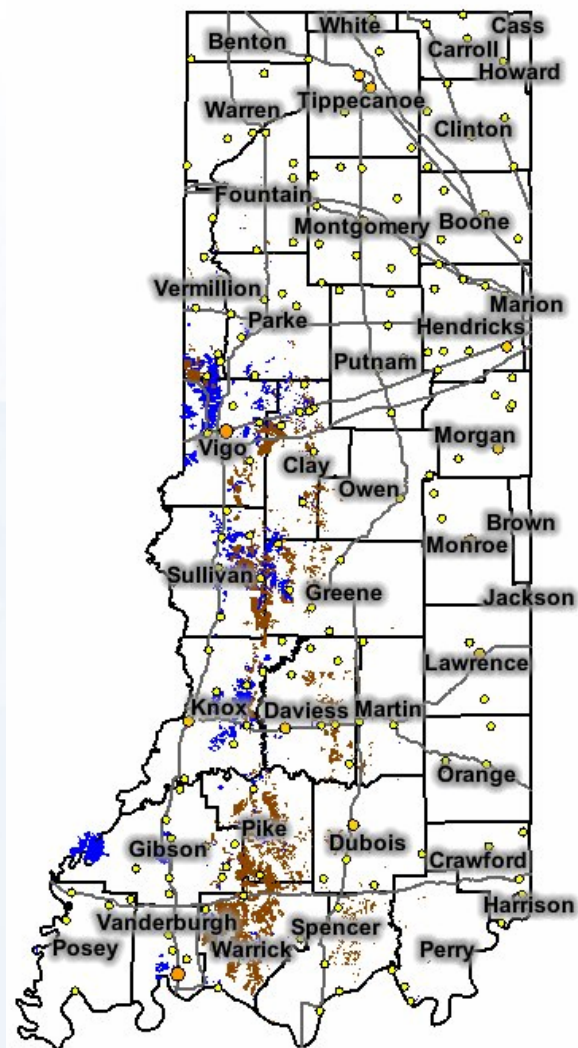 White
Cass
Benton
Carroll
Howard
Tippecanoe
Warren
Clinton
Fountain
Montgomery
Boone
Vermillion
Marion
Parke
Hendricks
Putnam
Morgan
Vigo
Clay
Owen
Brown
Monroe
Sullivan
Greene
Jackson
Lawrence
Knox
Daviess
Martin
Orange
Pike
Gibson
Dubois
Crawford
Harrison
Vanderburgh
Spencer
Posey
Warrick
Perry